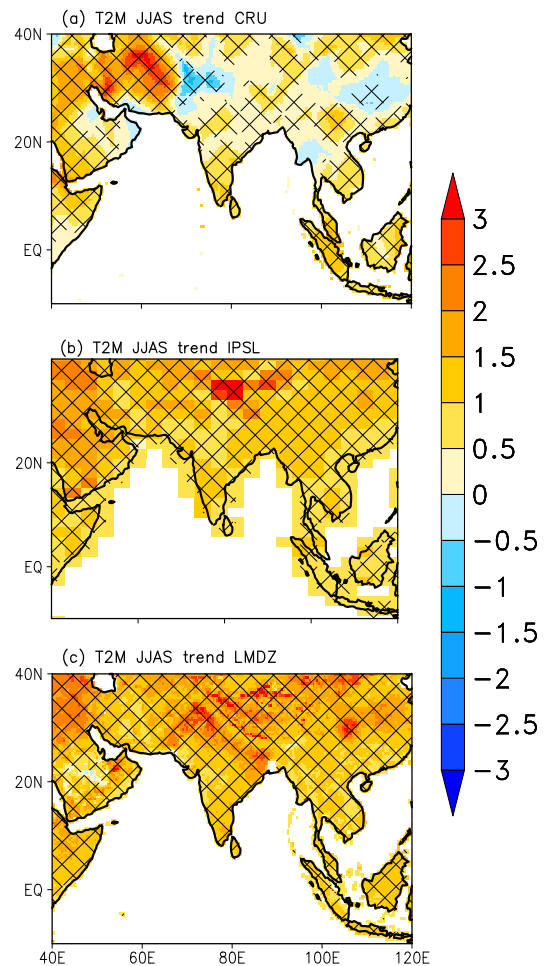 (a) T2M JJAS trend CRU
40N
20N
EQ
(b) T2M JJAS trend IPSL
20N
EQ
(c) T2M JJAS trend LMDZ
40N
20N
EQ
40E 60E 80E 100E 120E
3
2.5
2
1.5
1
0.5
0
−0.5
−1
−1.5
−2
−2.5
−3